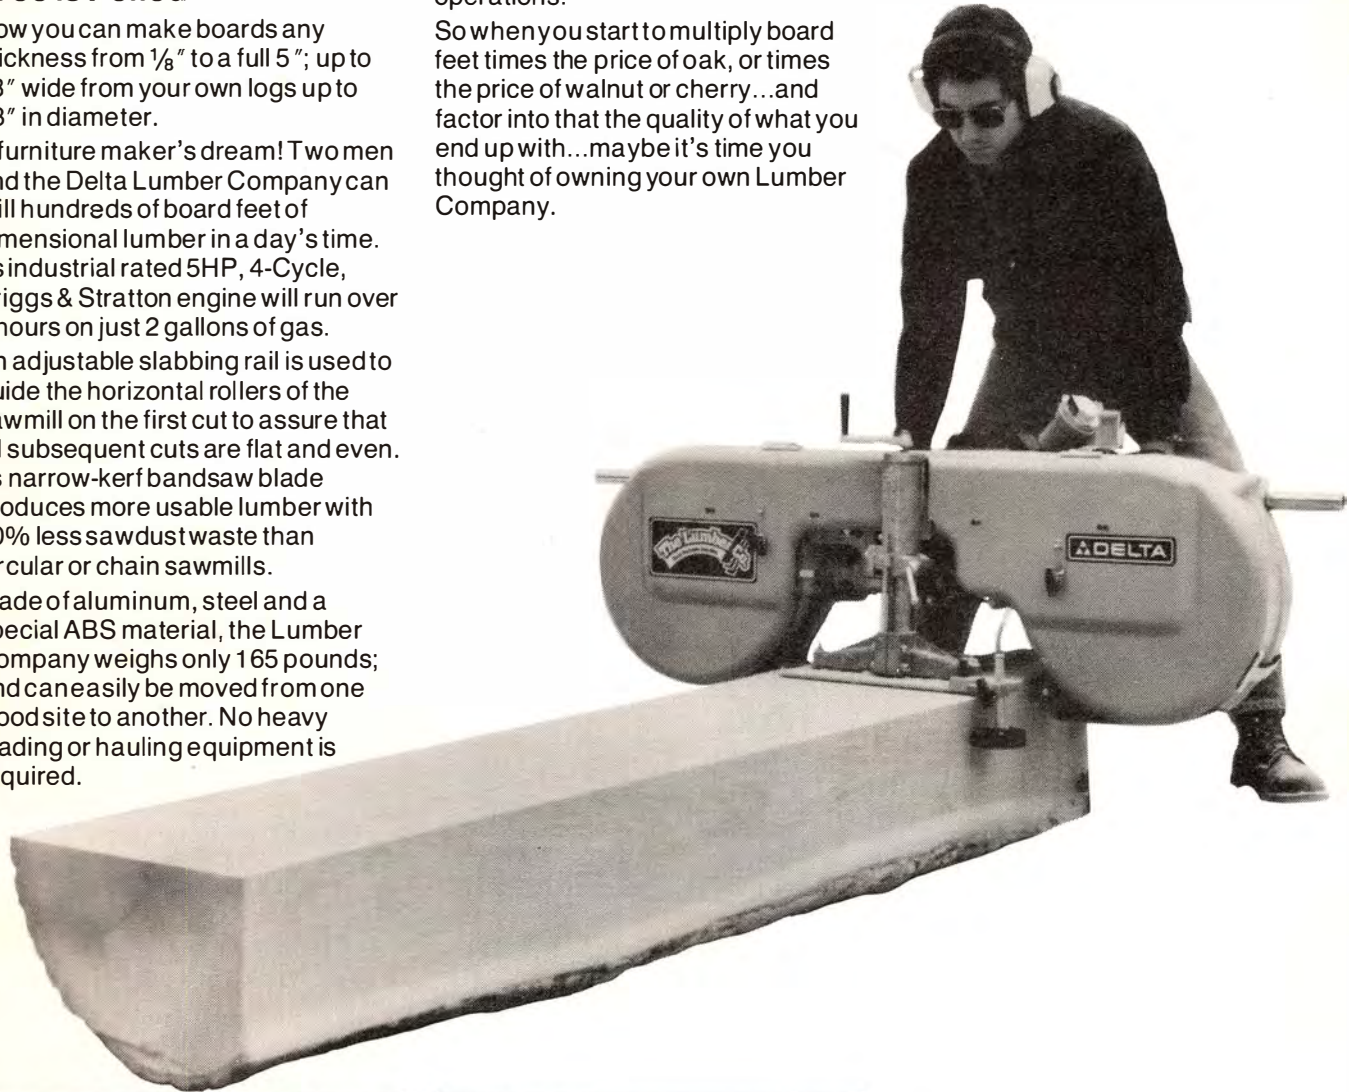 ow you can make boards any
ickness from ⅛″ to a full 5″; up to
8″ wide from your own logs up to
8″ in diameter.
furniture maker's dream! Two men
nd the Delta Lumber Company can
ill hundreds of board feet of
mensional lumber in a day's time.
s industrial rated 5HP, 4-Cycle,
riggs & Stratton engine will run over
hours on just 2 gallons of gas.
n adjustable slabbing rail is used to
uide the horizontal rollers of the
awmill on the first cut to assure that
l subsequent cuts are flat and even.
s narrow-kerf bandsaw blade
oduces more usable lumber with
0% less sawdust waste than
rcular or chain sawmills.
ade of aluminum, steel and a
pecial ABS material, the Lumber
ompany weighs only 165 pounds;
nd can easily be moved from one
ood site to another. No heavy
ading or hauling equipment is
quired.
operations.
So when you start to multiply board
feet times the price of oak, or times
the price of walnut or cherry...and
factor into that the quality of what you
end up with...maybe it's time you
thought of owning your own Lumber
Company.
The Lumber Co.
DELTA